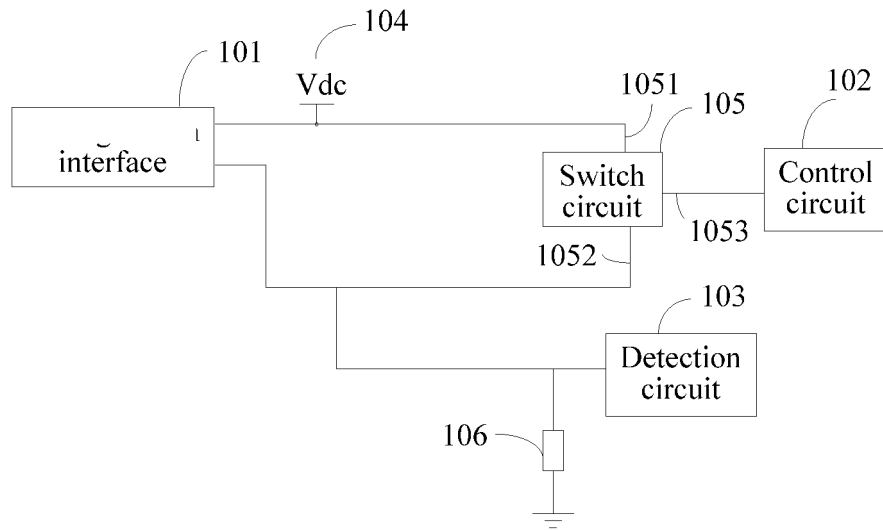 104
101
Vdc
1051
105
102
interface
Switch
circuit
Control
circuit
1053
1052
103
Detection
circuit
106